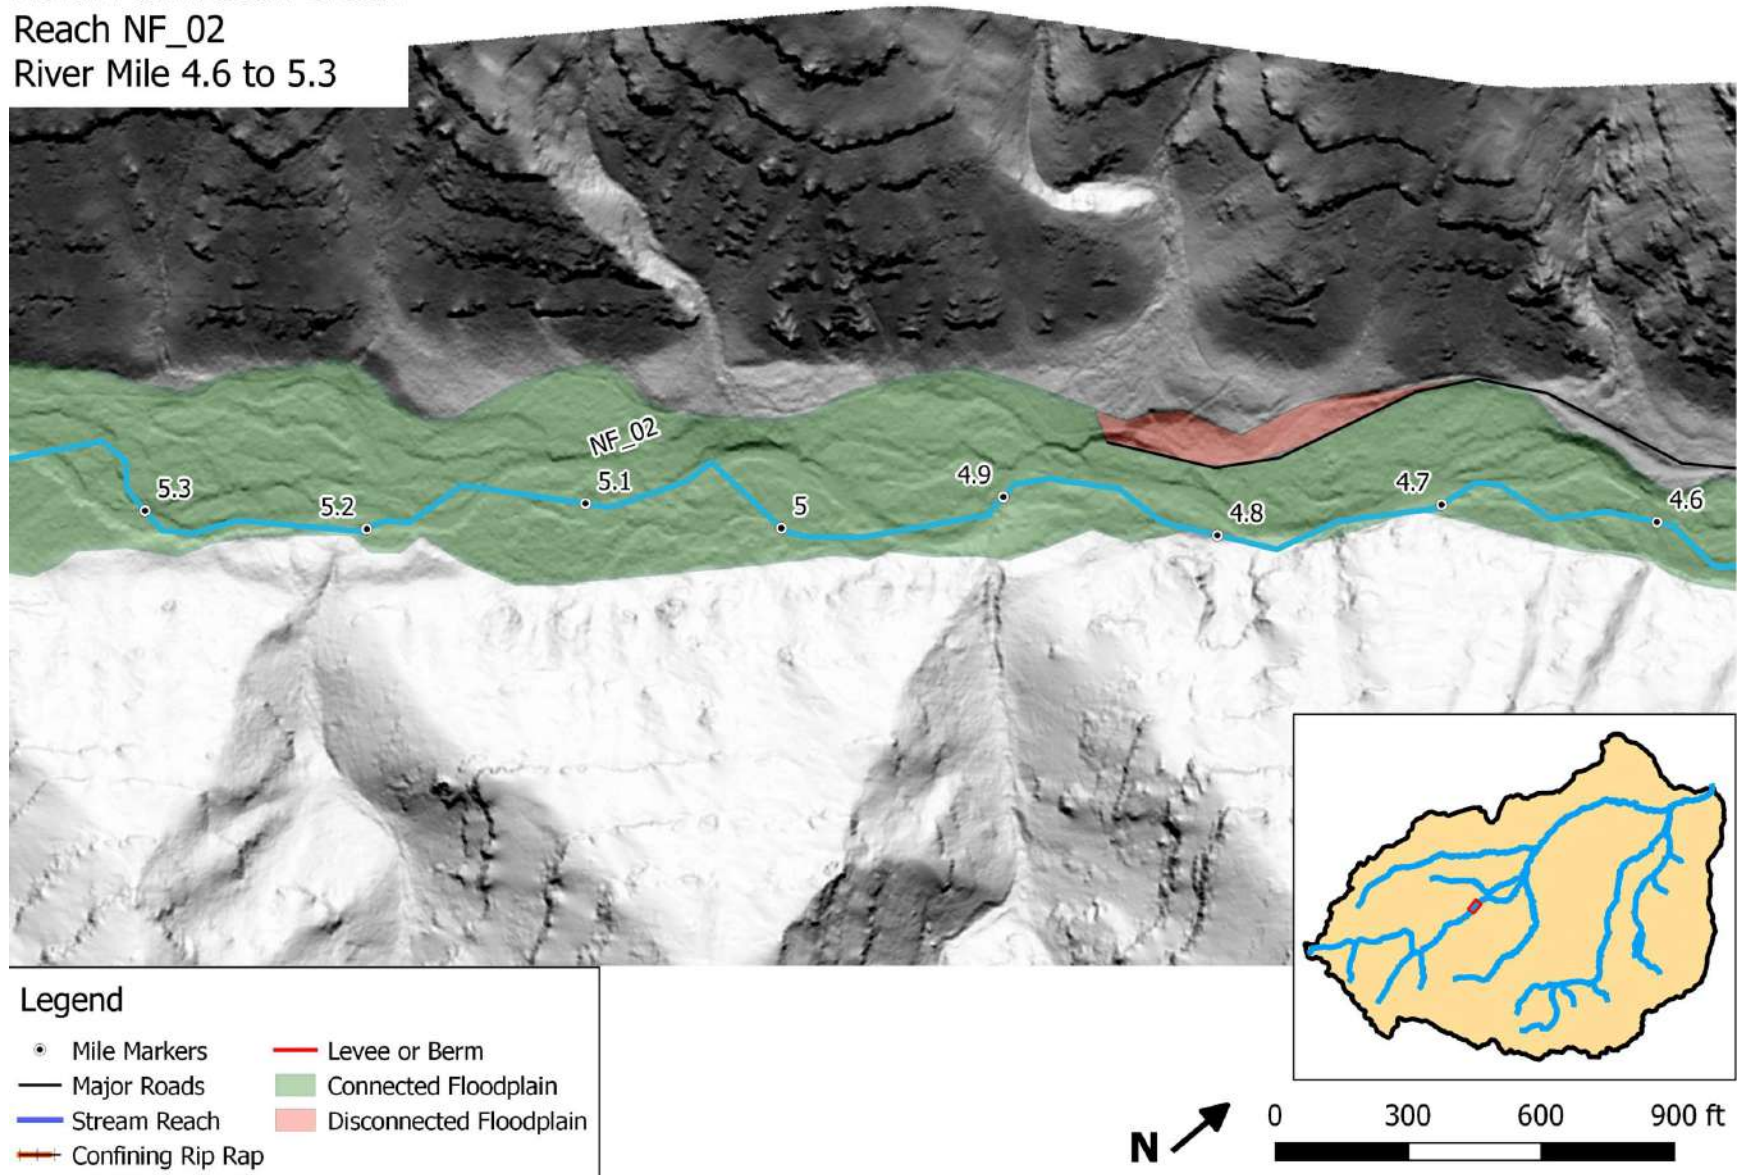 Reach NF_02
River Mile 4.6 to 5.3
NF_02
5.3
5.2
5.1
5
4.9
4.8
4.7
4.6
Legend
Mile Markers
Major Roads
Stream Reach
Confining Rip Rap
Levee or Berm
Connected Floodplain
Disconnected Floodplain
N
0 300 600 900 ft